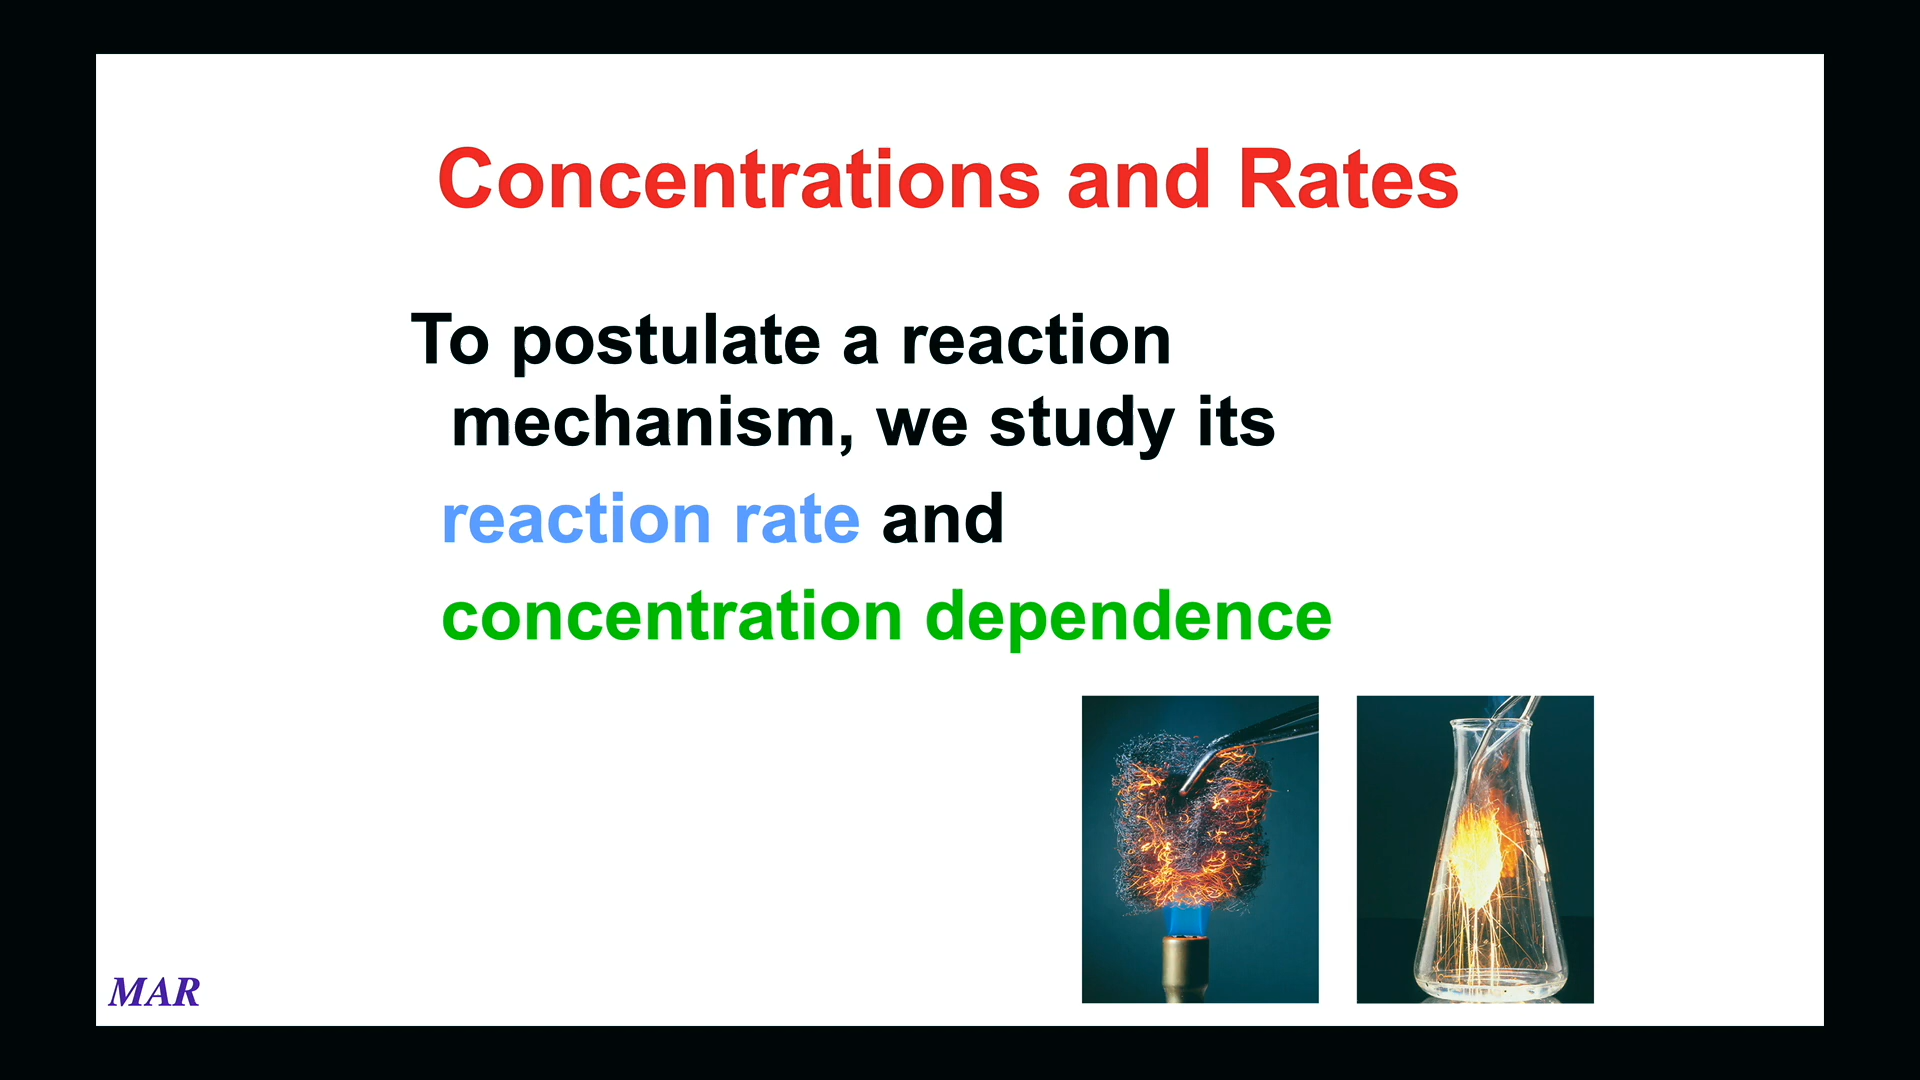 Concentrations and Rates
To postulate a reaction
mechanism, we study its
reaction rate and
concentration dependence
MAR